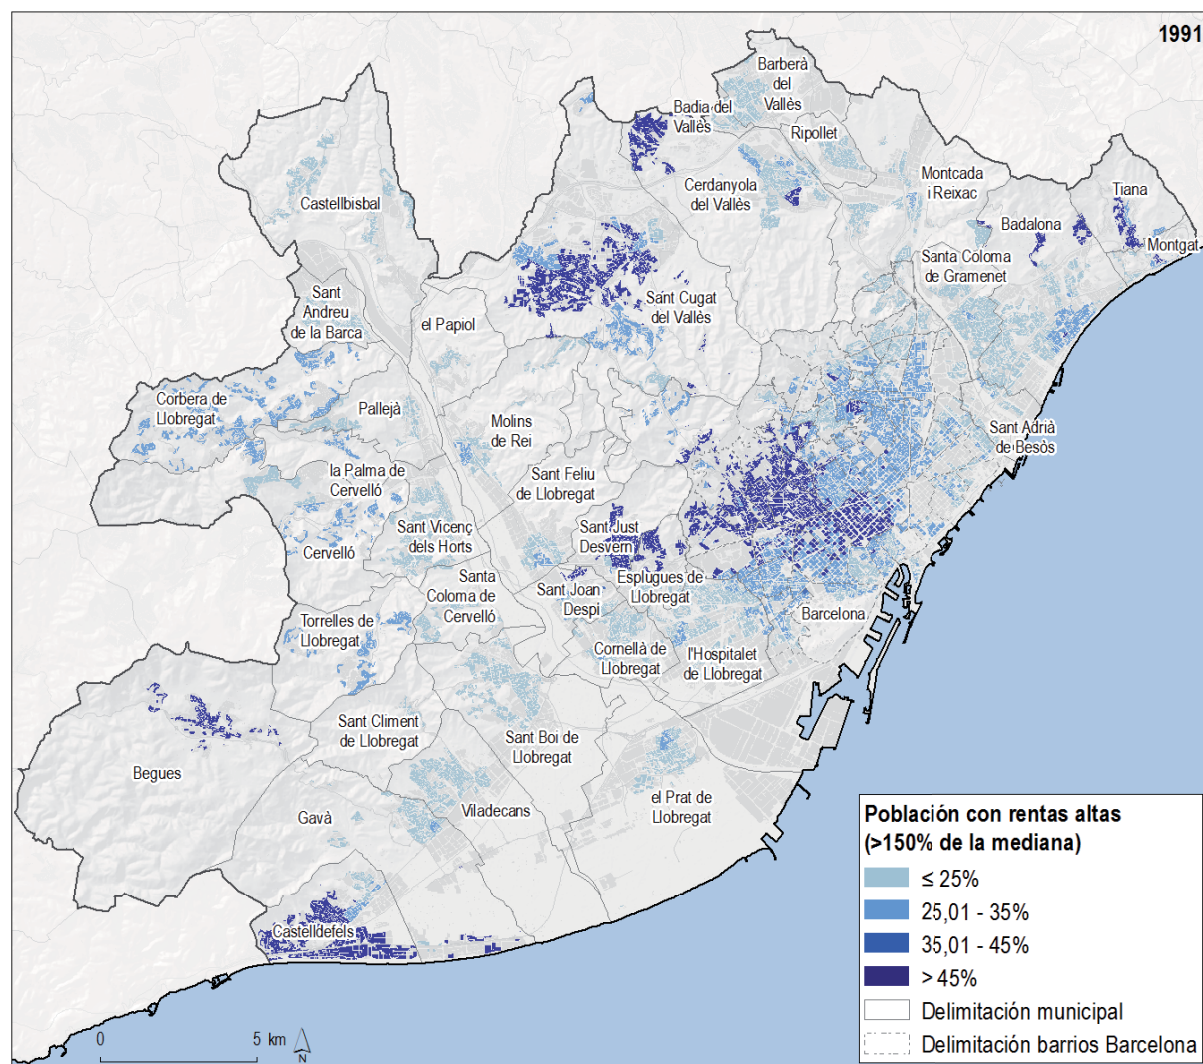 1991
Barberà
del
Vallès
Badia del
Vallès
Ripollet
Cerdanyola
del Vallès
Montcada
i Reixac
Tiana
Badalona
Montgat
Santa Coloma
de Gramenet
Castellbisbal
Sant
Andreu
de la Barca
el Papiol
Sant Cugat
del Vallès
Corbera de
Llobregat
Pallejà
Molins
de Rei
Sant Adrià
de Besòs
la Palma de
Cervelló
Sant Feliu
de Llobregat
Cervelló
Sant Vicenç
dels Horts
Sant Just
Desvern
Santa
Coloma de
Cervelló
Sant Joan
Despi
Esplugues de
Llobregat
Barcelona
Torrelles de
Llobregat
Cornellà de
Llobregat
l'Hospitalet
de Llobregat
Sant Climent
de Llobregat
Sant Boi de
Llobregat
Begues
Gavà
Viladecans
el Prat de
Llobregat
Castelldefels
Población con rentas altas
(>150% de la mediana)
≤ 25%
25,01 - 35%
35,01 - 45%
> 45%
Delimitación municipal
Delimitación barrios Barcelona
0 5 km
N